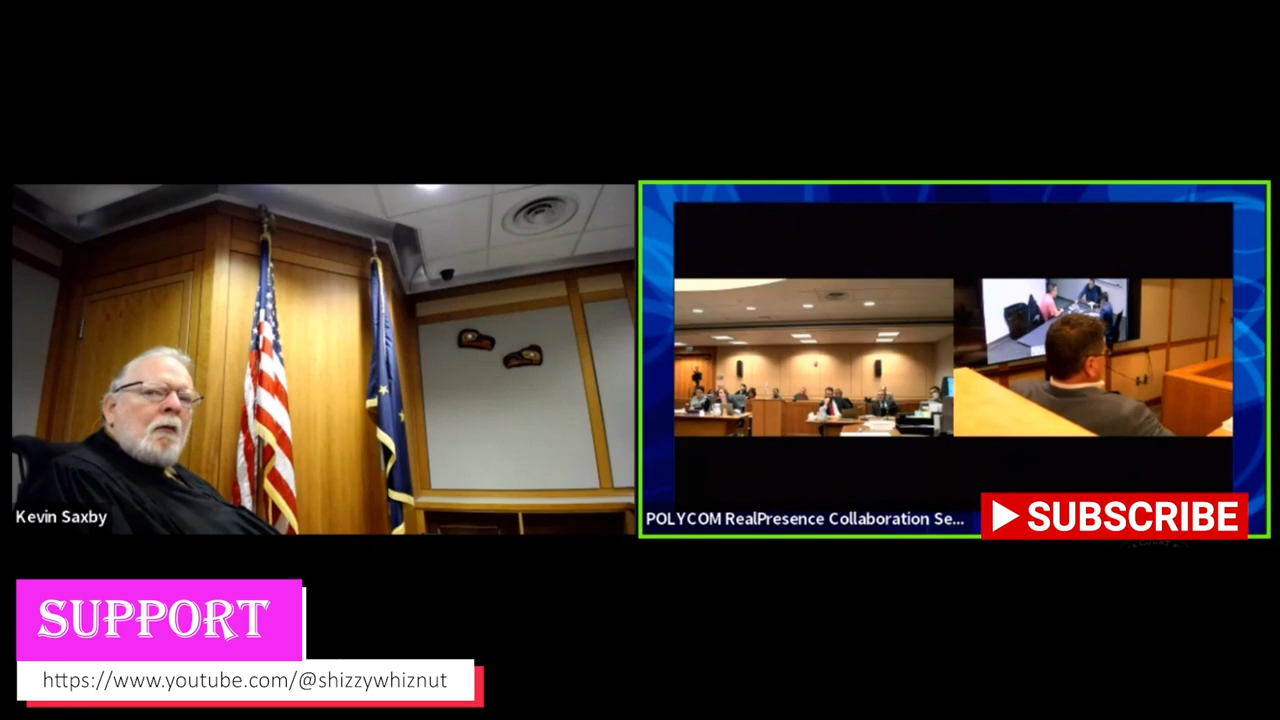 Kevin Saxby
POLYCOM RealPresence Collaboration Se...
SUBSCRIBE
SUPPORT
https://www.youtube.com/@shizzywhiznut